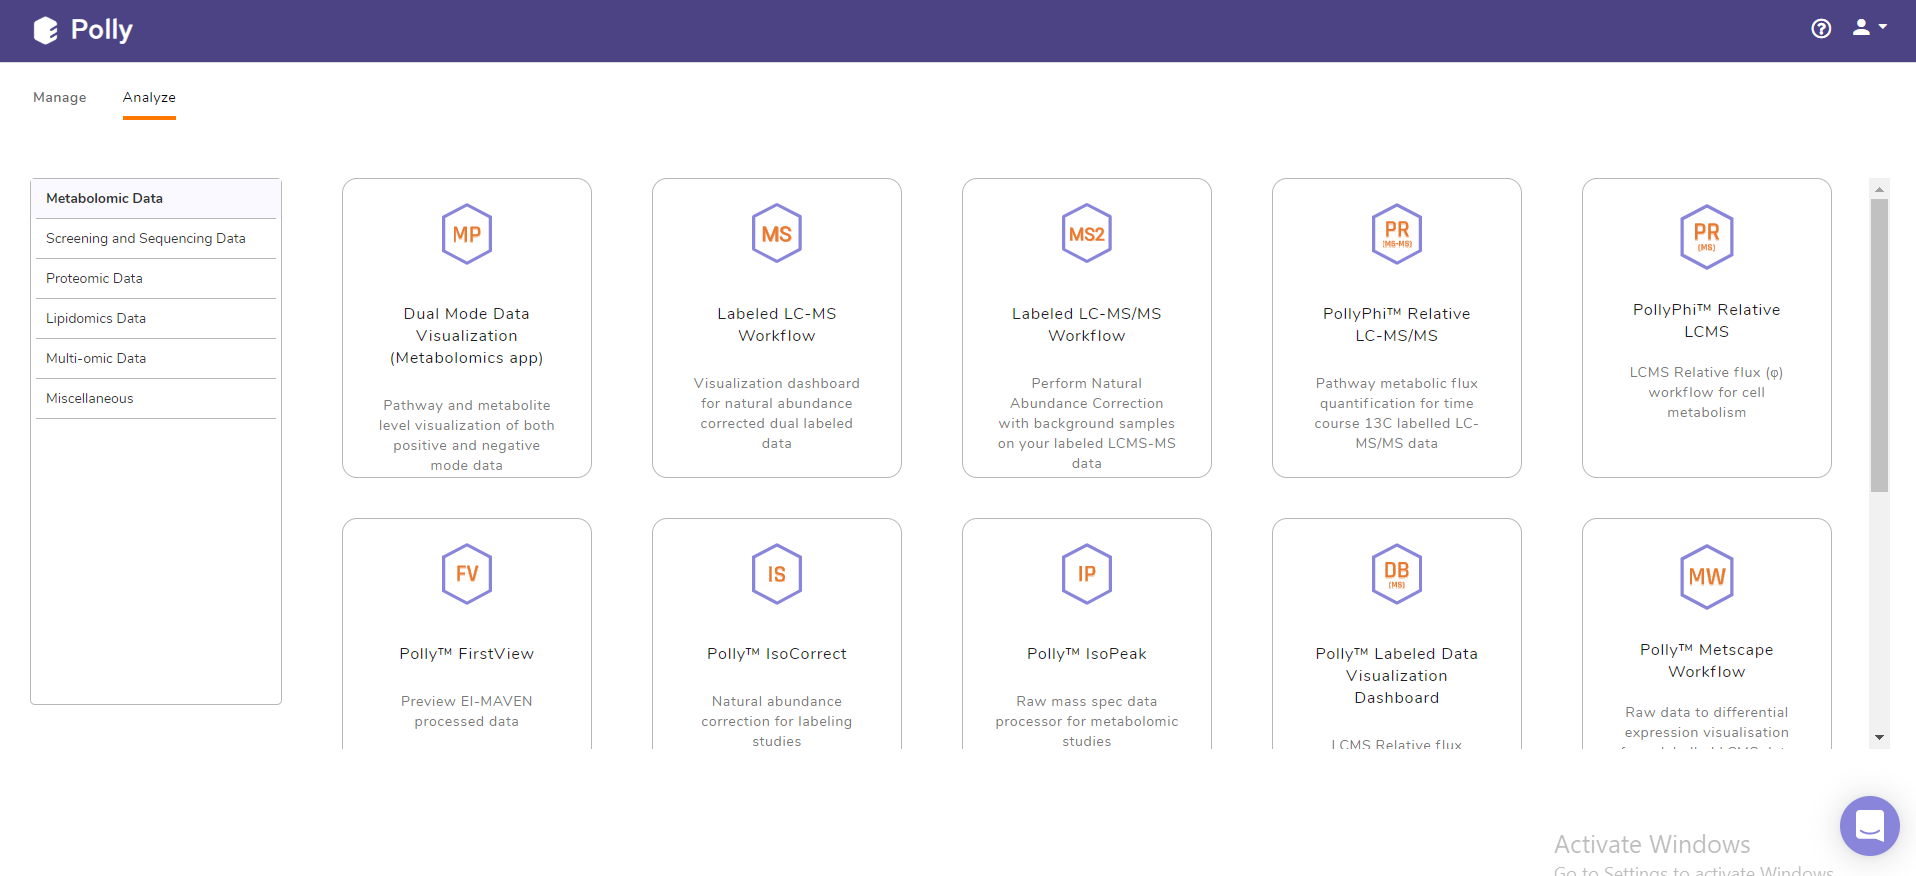 Polly
Manage
Analyze
Metabolomic Data
Screening and Sequencing Data
Proteomic Data
Lipidomics Data
Multi-omic Data
Miscellaneous
MP
Dual Mode Data
Visualization
(Metabolomics app)
Pathway and metabolite
level visualization of both
positive and negative
mode data
MS
Labeled LC-MS
Workflow
Visualization dashboard
for natural abundance
corrected dual labeled
data
MS2
Labeled LC-MS/MS
Workflow
Perform Natural
Abundance Correction
with background samples
on your labeled LCMS-MS
data
PR
(MS-MS)
PollyPhi™ Relative
LC-MS/MS
Pathway metabolic flux
quantification for time
course 13C labelled LC-
MS/MS data
PR
(MS)
PollyPhi™ Relative
LCMS
LCMS Relative flux (φ)
workflow for cell
metabolism
FV
Polly™ FirstView
Preview El-MAVEN
processed data
IS
Polly™ IsoCorrect
Natural abundance
correction for labeling
studies
IP
Polly™ IsoPeak
Raw mass spec data
processor for metabolomic
studies
DB
(MS)
Polly™ Labeled Data
Visualization
Dashboard
LCMS Relative flux
MW
Polly™ Metscape
Workflow
Raw data to differential
expression visualisation
Activate Windows
Go to Settings to activate Windows